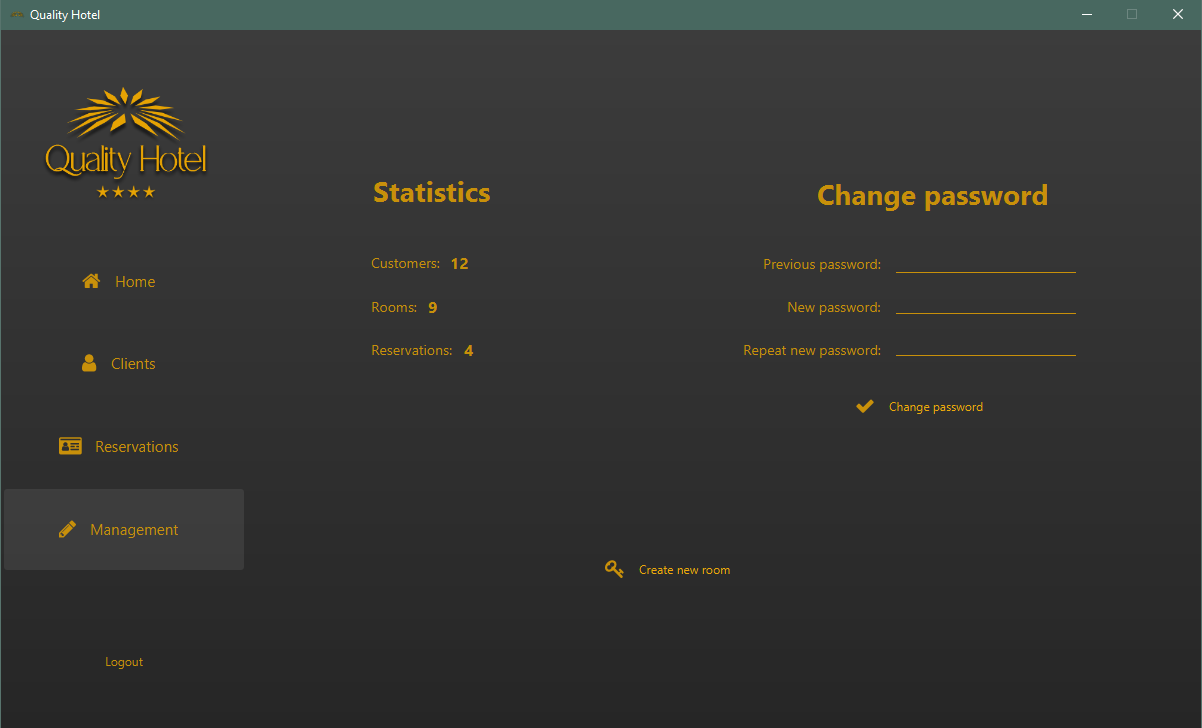 Quality Hotel
Quality Hotel
Home
Clients
Reservations
Management
Logout
Statistics
Customers: 12
Rooms: 9
Reservations: 4
Change password
Previous password:
New password:
Repeat new password:
Change password
Create new room